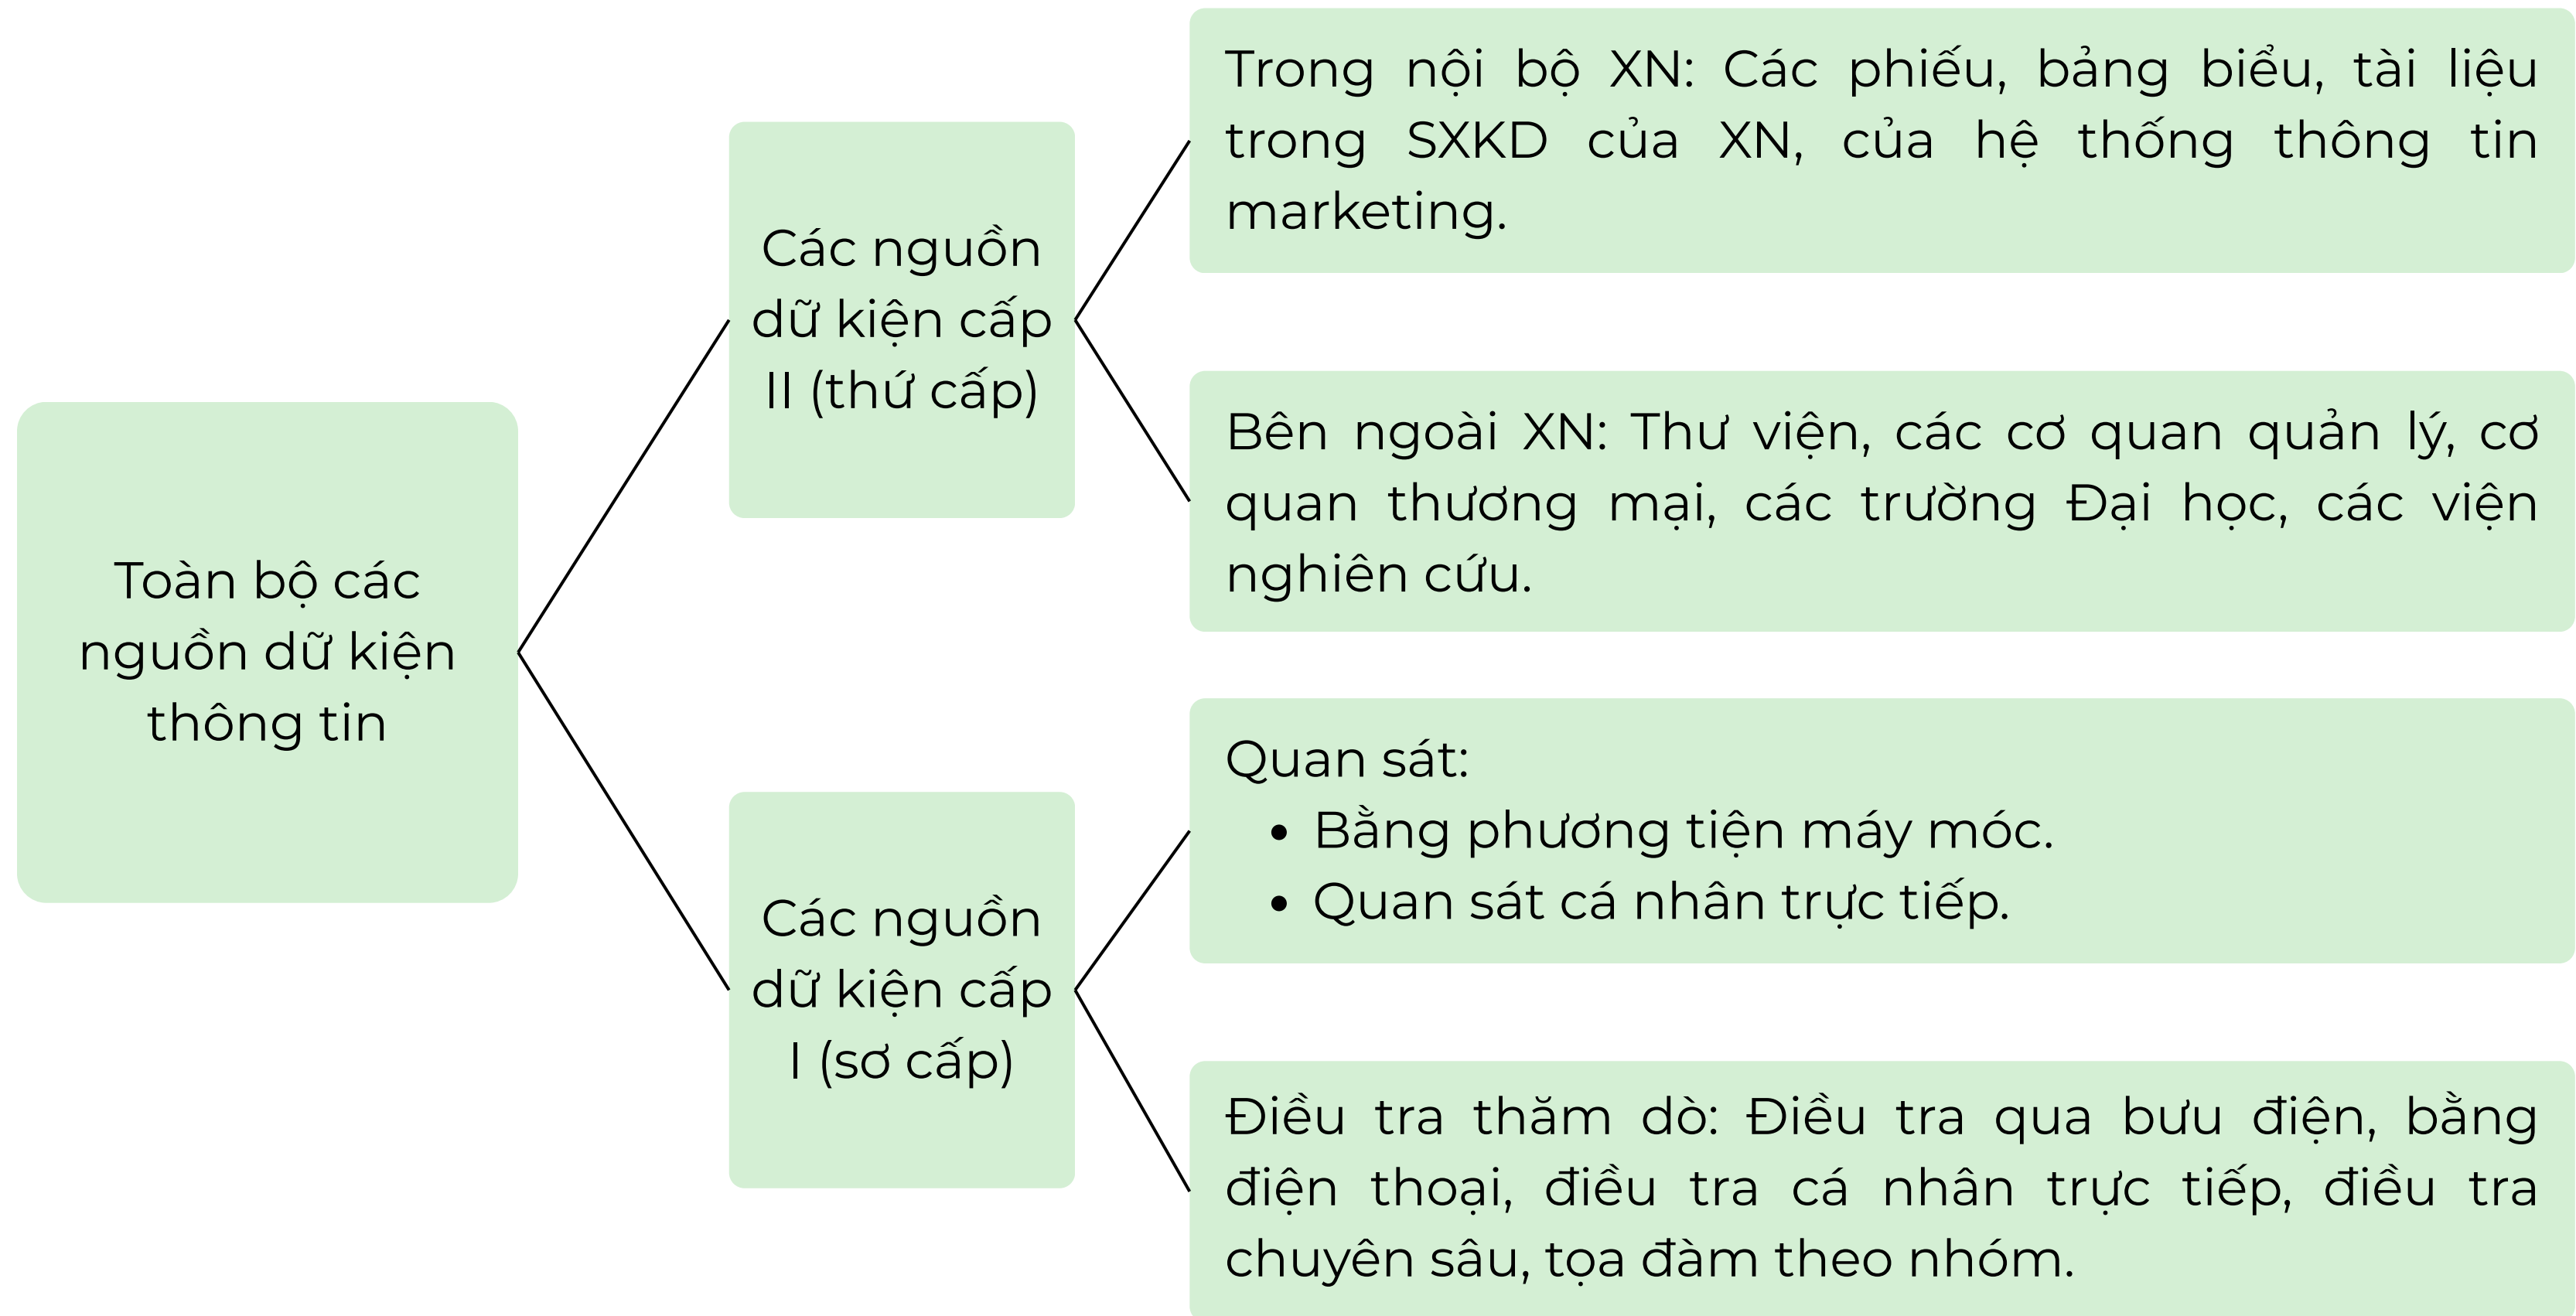 Toàn bộ các
nguồn dữ kiện
thông tin
Các nguồn
dữ kiện cấp
II (thứ cấp)
Trong nội bộ XN: Các phiếu, bảng biểu, tài liệu
trong SXKD của XN, của hệ thống thông tin
marketing.
Bên ngoài XN: Thư viện, các cơ quan quản lý, cơ
quan thương mại, các trường Đại học, các viện
nghiên cứu.
Các nguồn
dữ kiện cấp
I (sơ cấp)
Quan sát:
• Bằng phương tiện máy móc.
• Quan sát cá nhân trực tiếp.
Điều tra thăm dò: Điều tra qua bưu điện, bằng
điện thoại, điều tra cá nhân trực tiếp, điều tra
chuyên sâu, tọa đàm theo nhóm.